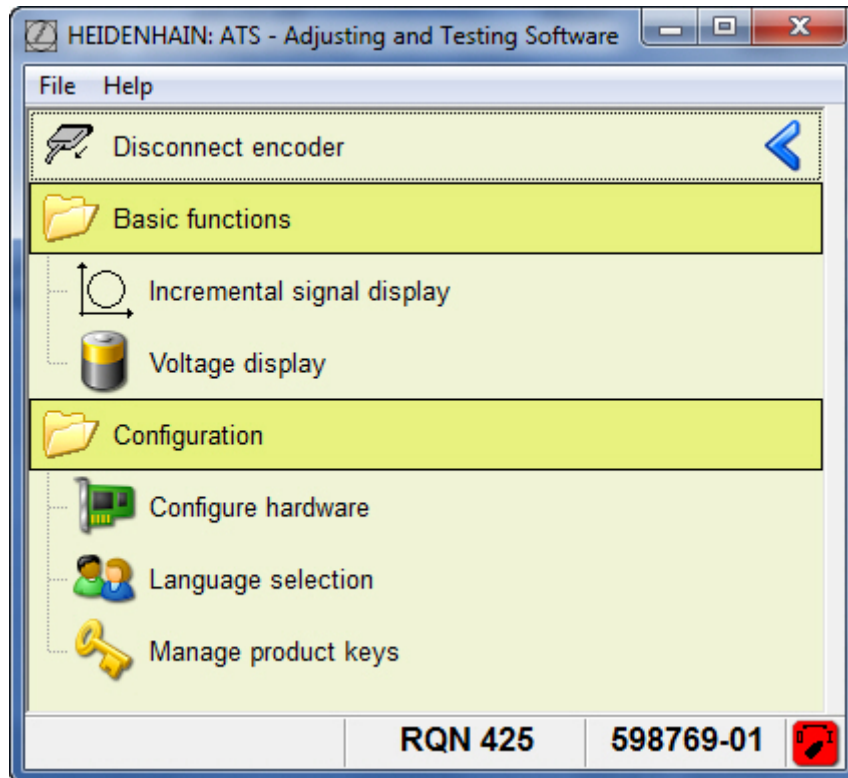 HEIDENHAIN: ATS - Adjusting and Testing Software
File Help
Disconnect encoder
Basic functions
Incremental signal display
Voltage display
Configuration
Configure hardware
Language selection
Manage product keys
RQN 425 598769-01